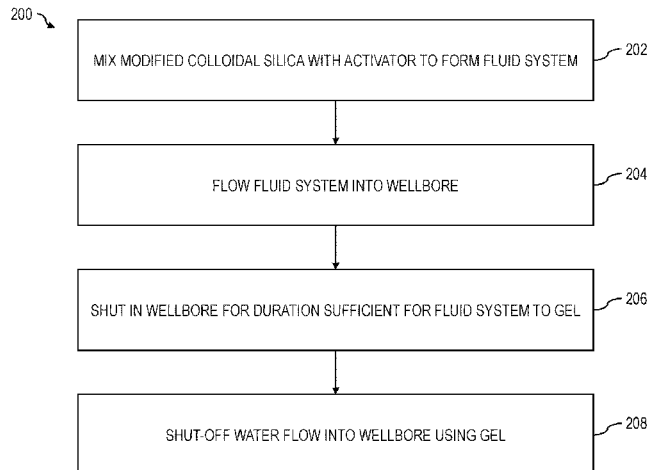 200
MIX MODIFIED COLLOIDAL SILICA WITH ACTIVATOR TO FORM FLUID SYSTEM
202
FLOW FLUID SYSTEM INTO WELLBORE
204
SHUT IN WELLBORE FOR DURATION SUFFICIENT FOR FLUID SYSTEM TO GEL
206
SHUT-OFF WATER FLOW INTO WELLBORE USING GEL
208